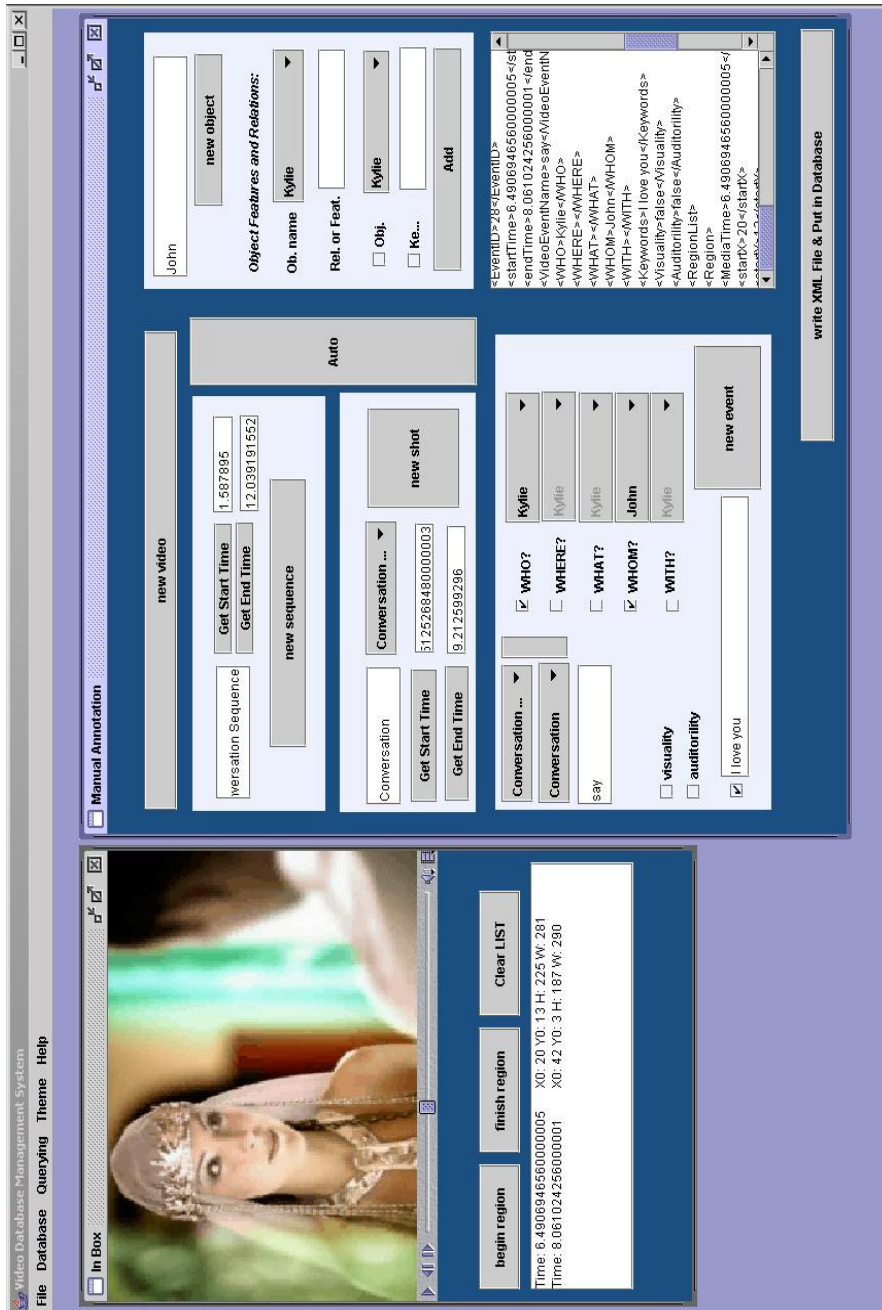 Video Database Management System
File Database Querying Theme Help
In Box
begin region
finish region
Clear LIST
Time: 6.4906946560000005 X0: 20 Y0: 13 H: 225 W: 281
Time: 8.061024256000001 X0: 42 Y0: 3 H: 187 W: 290
Manual Annotation
new video
nversation Sequence
Get Start Time
1.587895
Get End Time
12.039191552
new sequence
Auto
Conversation
Conversation ...
new shot
Get Start Time
5125268480000003
Get End Time
9.212599296
Conversation ...
Conversation
say
visuality
auditorility
I love you
WHO?
Kylie
WHERE?
Kylie
WHAT?
Kylie
WHOM?
John
WITH?
Kylie
new event
John
new object
Object Features and Relations:
Ob. name
Kylie
Rel. or Feat.
Obj.
Kylie
Ke...
Add
<EventID>28</EventID>
<startTime>6.4906946560000005</st
<endTime>8.061024256000001</end
<VideoEventName>say</VideoEventN
<WHO>Kylie</WHO>
<WHERE></WHERE>
<WHAT></WHAT>
<WHOM>John</WHOM>
<WITH></WITH>
<Keywords>I love you</Keywords>
<Visuality>false</Visuality>
<Auditorility>false</Auditorility>
<RegionList>
<Region>
<MediaTime>6.4906946560000005</
<startX>20</startX>
write XML File & Put in Database